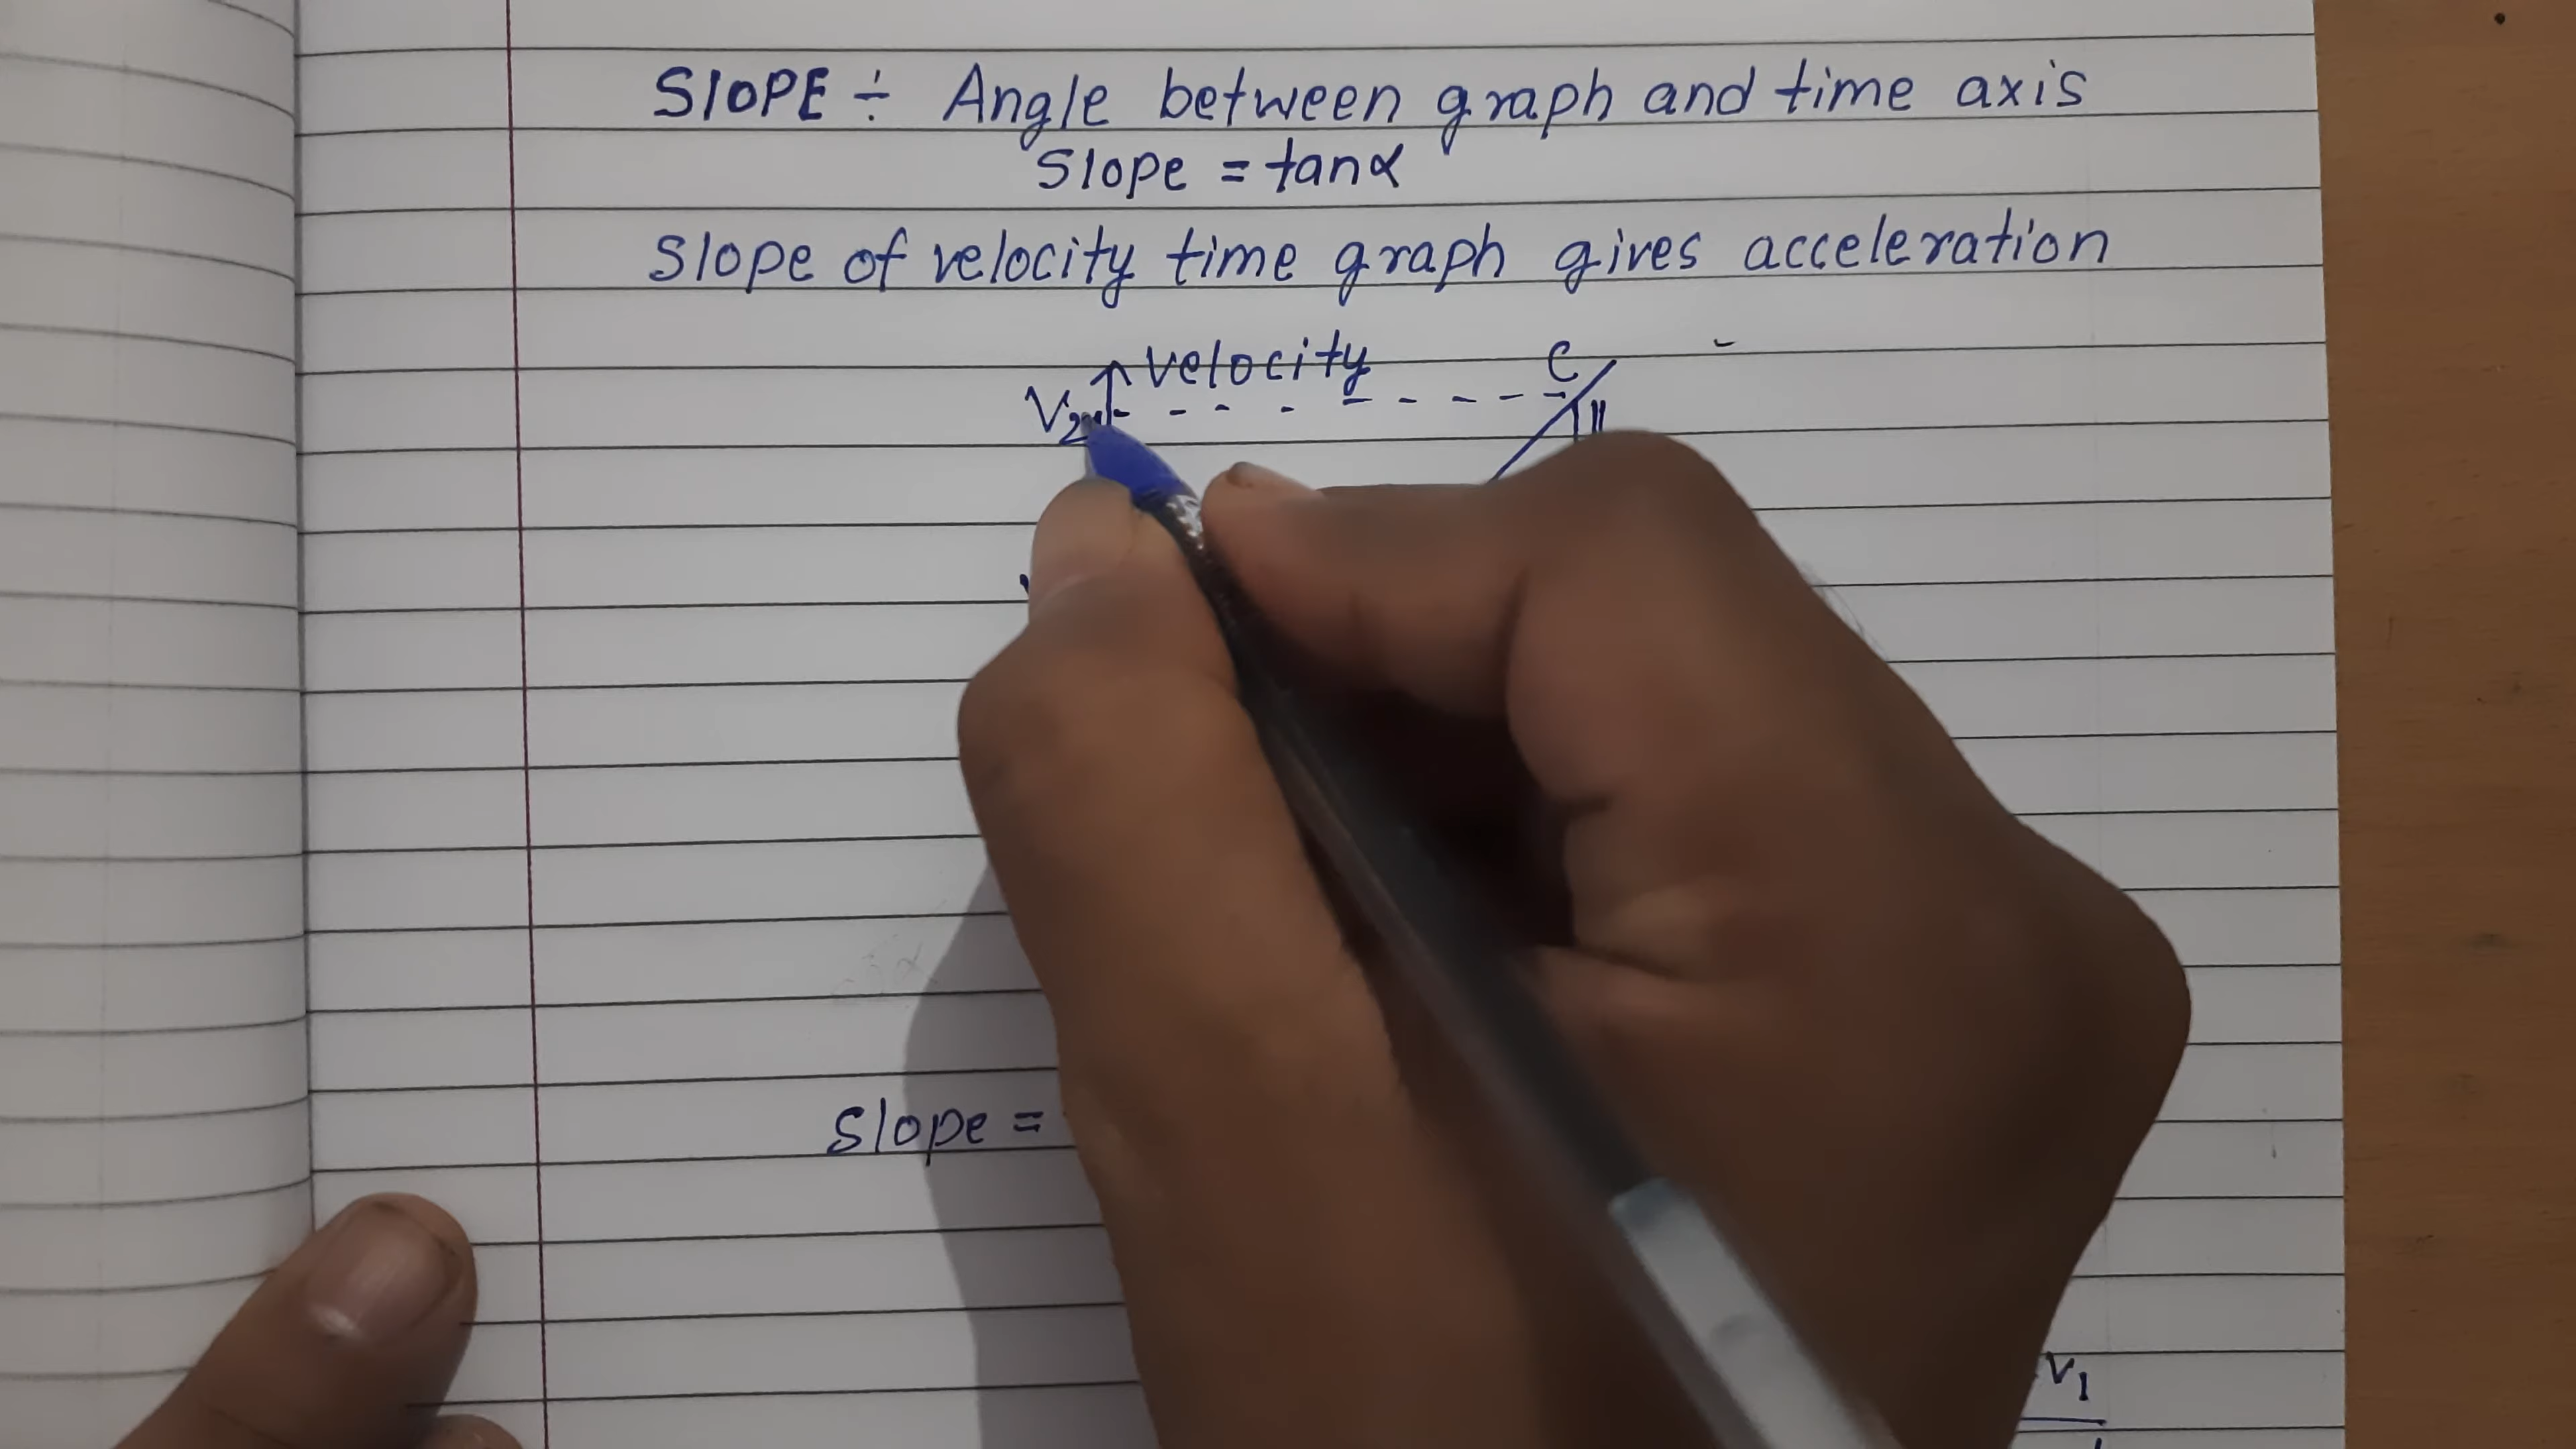 SlOPE ÷ Angle between graph and time axis
Slope = tanα
Slope of velocity time graph gives acceleration
velocity
C
V2
Slope =
V1